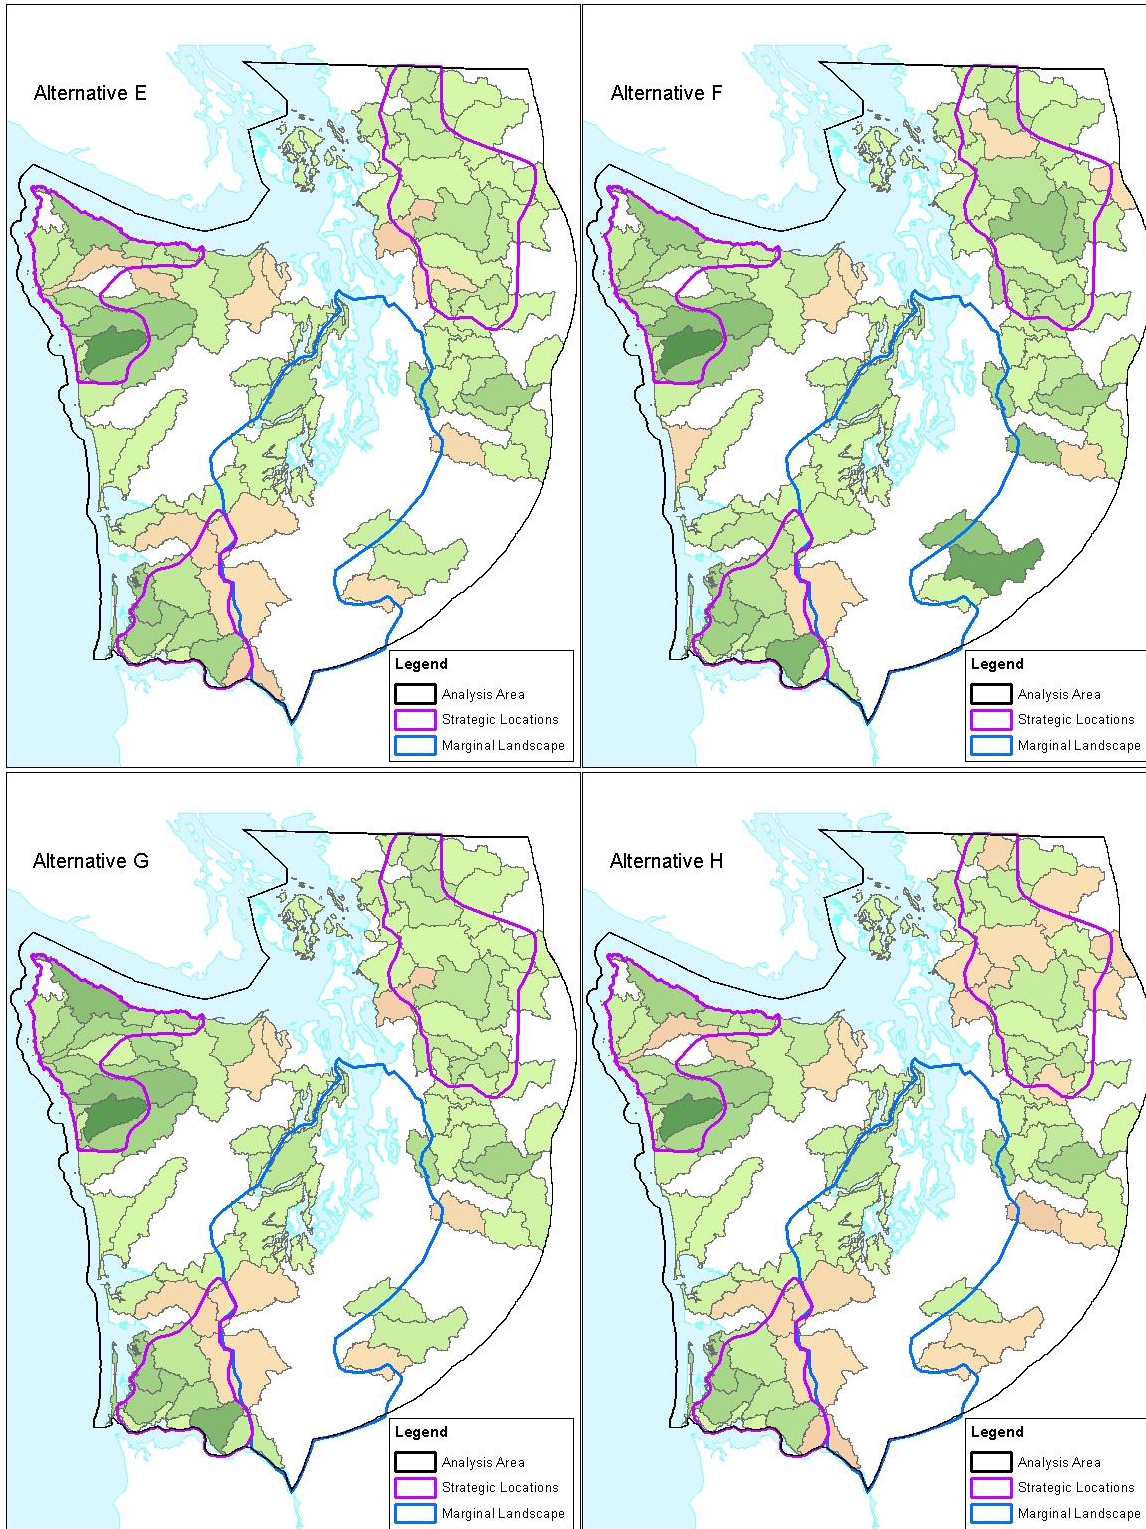 Alternative E
Legend
Analysis Area
Strategic Locations
Marginal Landscape
Alternative F
Legend
Analysis Area
Strategic Locations
Marginal Landscape
Alternative G
Legend
Analysis Area
Strategic Locations
Marginal Landscape
Alternative H
Legend
Analysis Area
Strategic Locations
Marginal Landscape